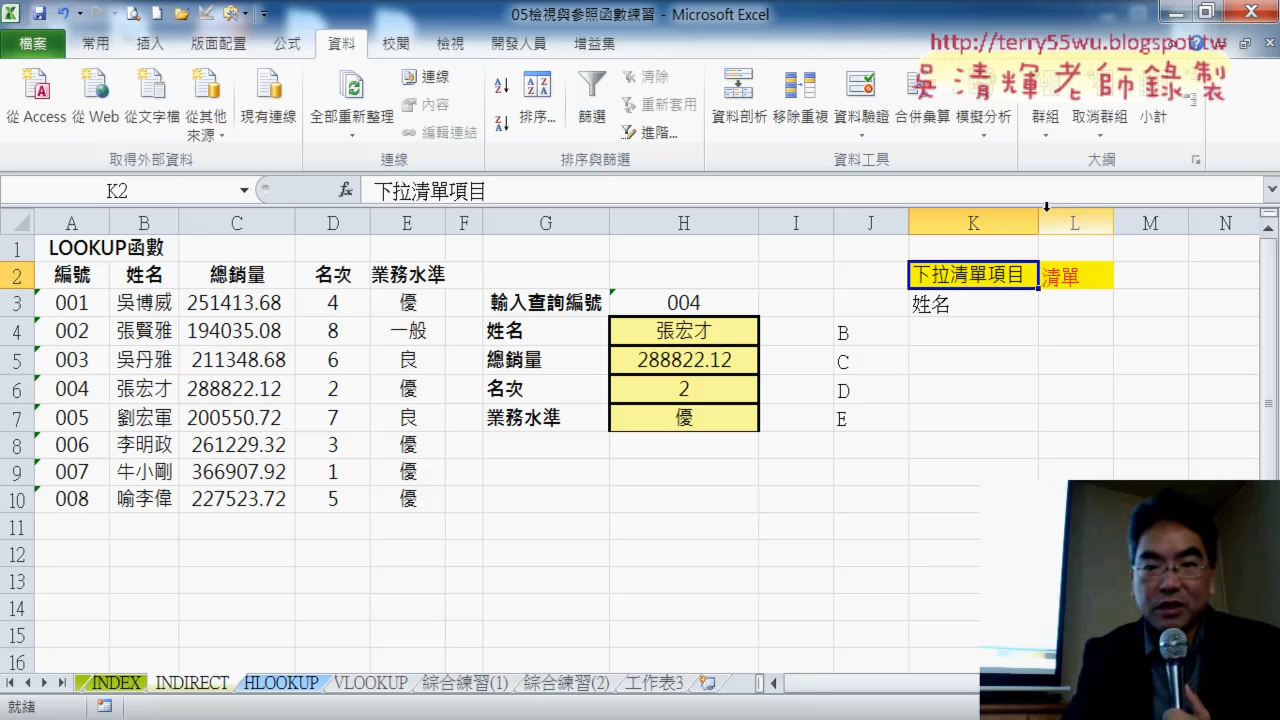 05檢視與參照函數練習 - Microsoft Excel
http://terry55wu.blogspot.tw
吳清輝老師錄製
檔案 常用 插入 版面配置 公式 資料 校閱 檢視 開發人員 增益集
從 Access 從 Web 從文字檔 從其他來源 現有連線 全部重新整理 連線 內容 編輯連結 排序... 篩選 清除 重新套用 進階... 資料剖析 移除重複 資料驗證 合併彙算 模擬分析 群組 取消群組 小計
取得外部資料 連線 排序與篩選 資料工具 大綱
K2 fx 下拉清單項目
A B C D E F G H I J K L M N
1 LOOKUP函數
2 編號 姓名 總銷量 名次 業務水準 下拉清單項目 清單
3 001 吳博威 251413.68 4 優 輸入查詢編號 004 姓名
4 002 張賢雅 194035.08 8 一般 姓名 張宏才 B
5 003 吳丹雅 211348.68 6 良 總銷量 288822.12 C
6 004 張宏才 288822.12 2 優 名次 2 D
7 005 劉宏軍 200550.72 7 良 業務水準 優 E
8 006 李明政 261229.32 3 優
9 007 牛小剛 366907.92 1 優
10 008 喻李偉 227523.72 5 優
11
12
13
14
15
16
INDEX INDIRECT HLOOKUP VLOOKUP 綜合練習(1) 綜合練習(2) 工作表3
就緒